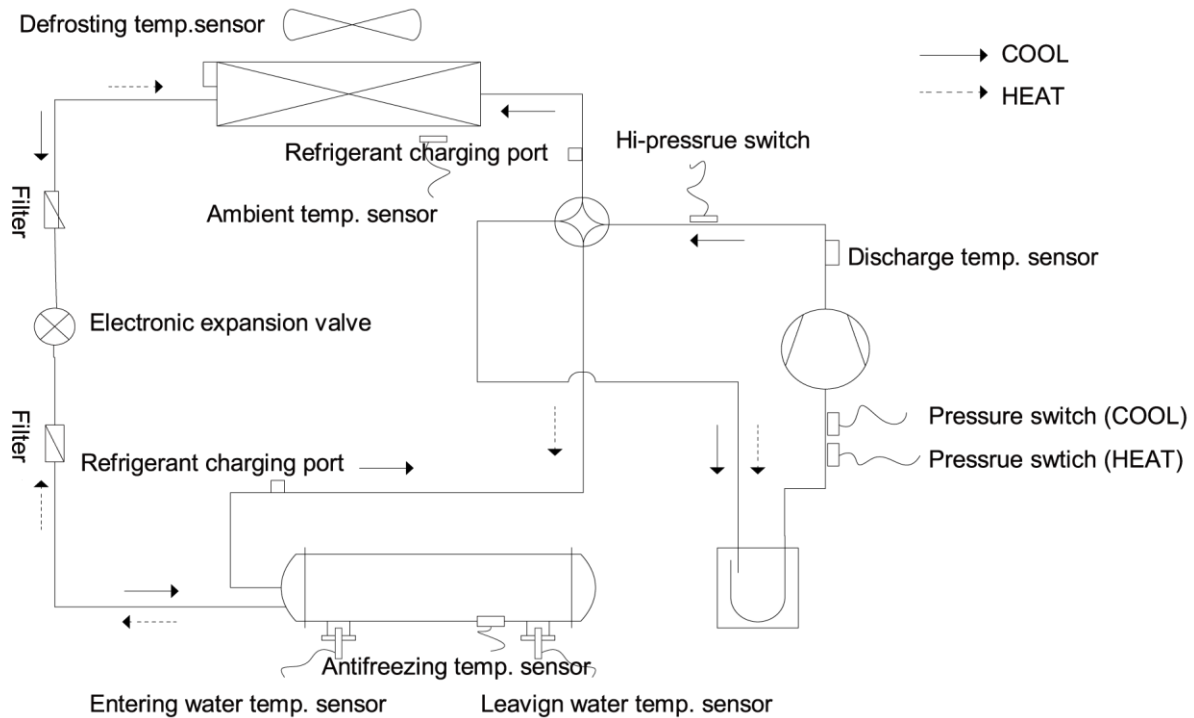 Defrosting temp.sensor
COOL
HEAT
Hi-pressrue switch
Refrigerant charging port
Filter
Ambient temp. sensor
Discharge temp. sensor
Electronic expansion valve
Filter
Pressure switch (COOL)
Refrigerant charging port
Pressrue swtich (HEAT)
Antifreezing temp. sensor
Entering water temp. sensor
Leavign water temp. sensor